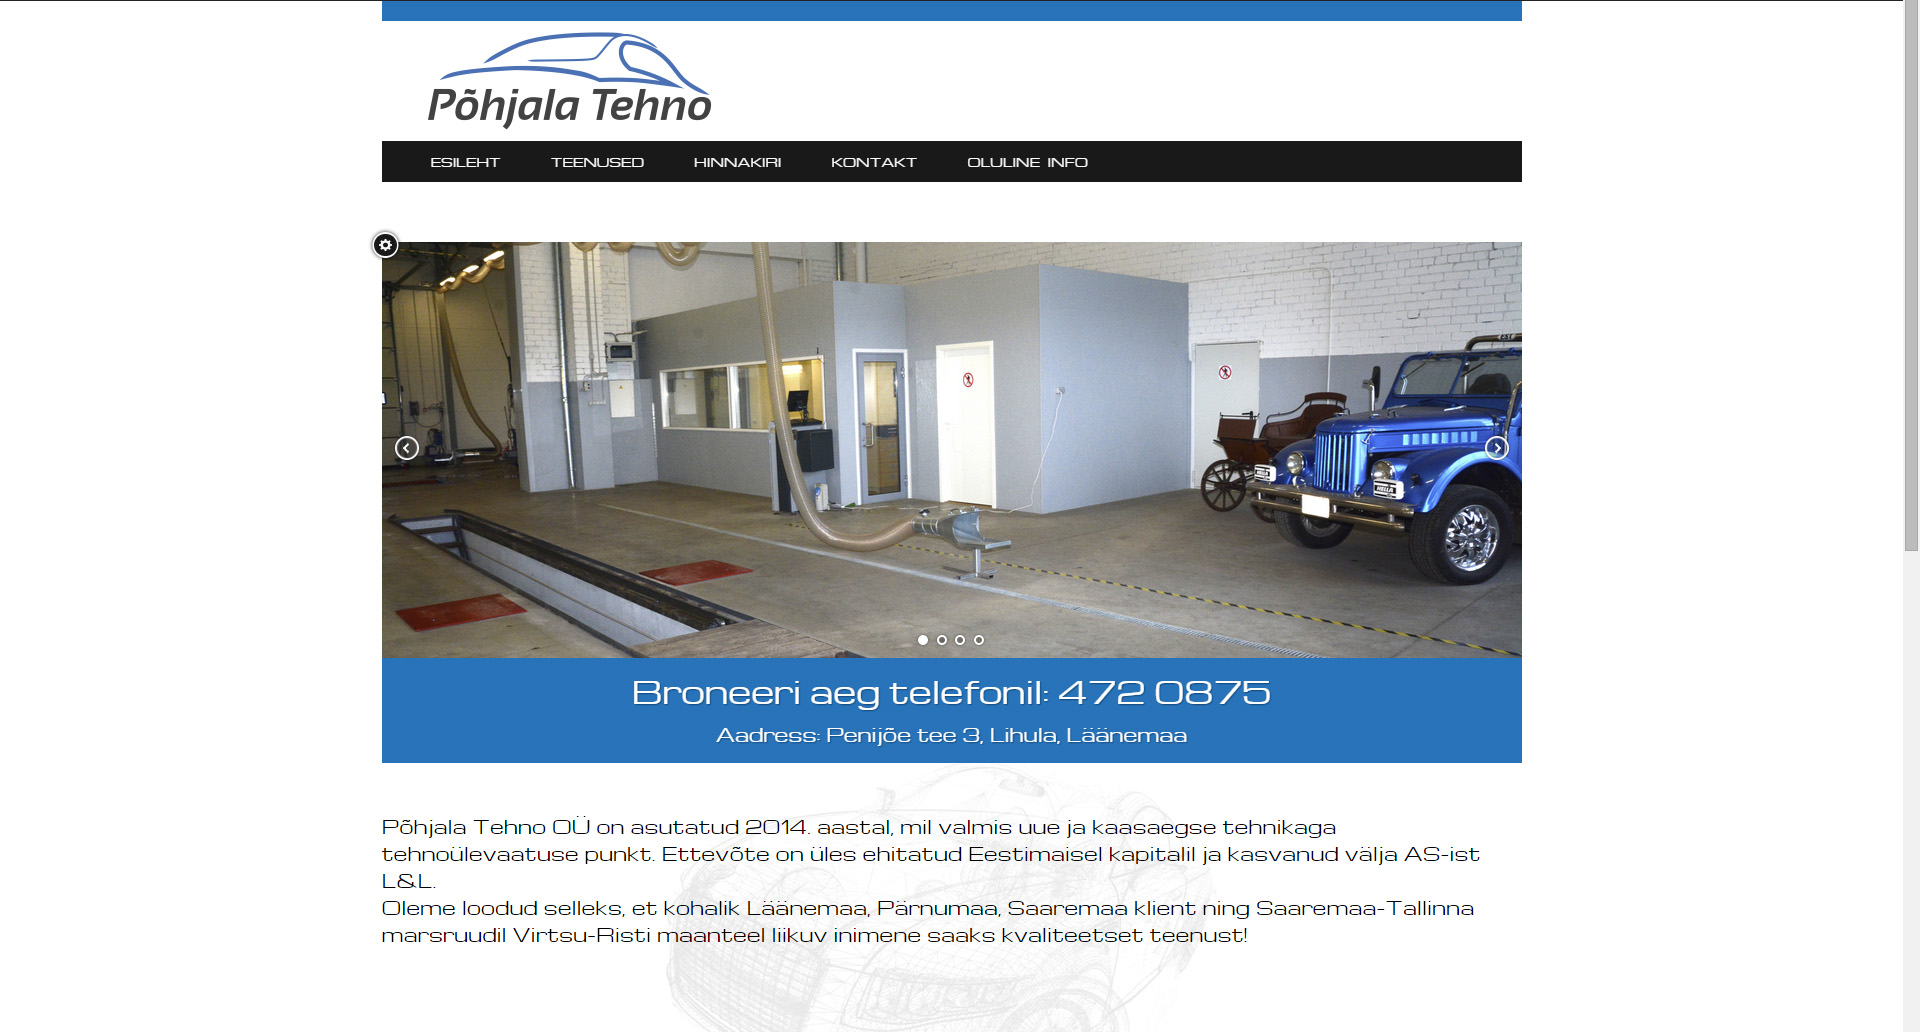 Põhjala Tehno
ESILEHT TEENUSED HINNAKIRI KONTAKT OLULINE INFO
HELLA
Broneeri aeg telefonil: 472 0875
Aadress: Penijõe tee 3, Lihula, Läänemaa
Põhjala Tehno OÜ on asutatud 2014. aastal, mil valmis uue ja kaasaegse tehnikaga
tehnoülevaatuse punkt. Ettevõte on üles ehitatud Eestimaisel kapitalil ja kasvanud välja AS-ist
L&L.
Oleme loodud selleks, et kohalik Läänemaa, Pärnumaa, Saaremaa klient ning Saaremaa-Tallinna
marsruudil Virtsu-Risti maanteel liikuv inimene saaks kvaliteetset teenust!